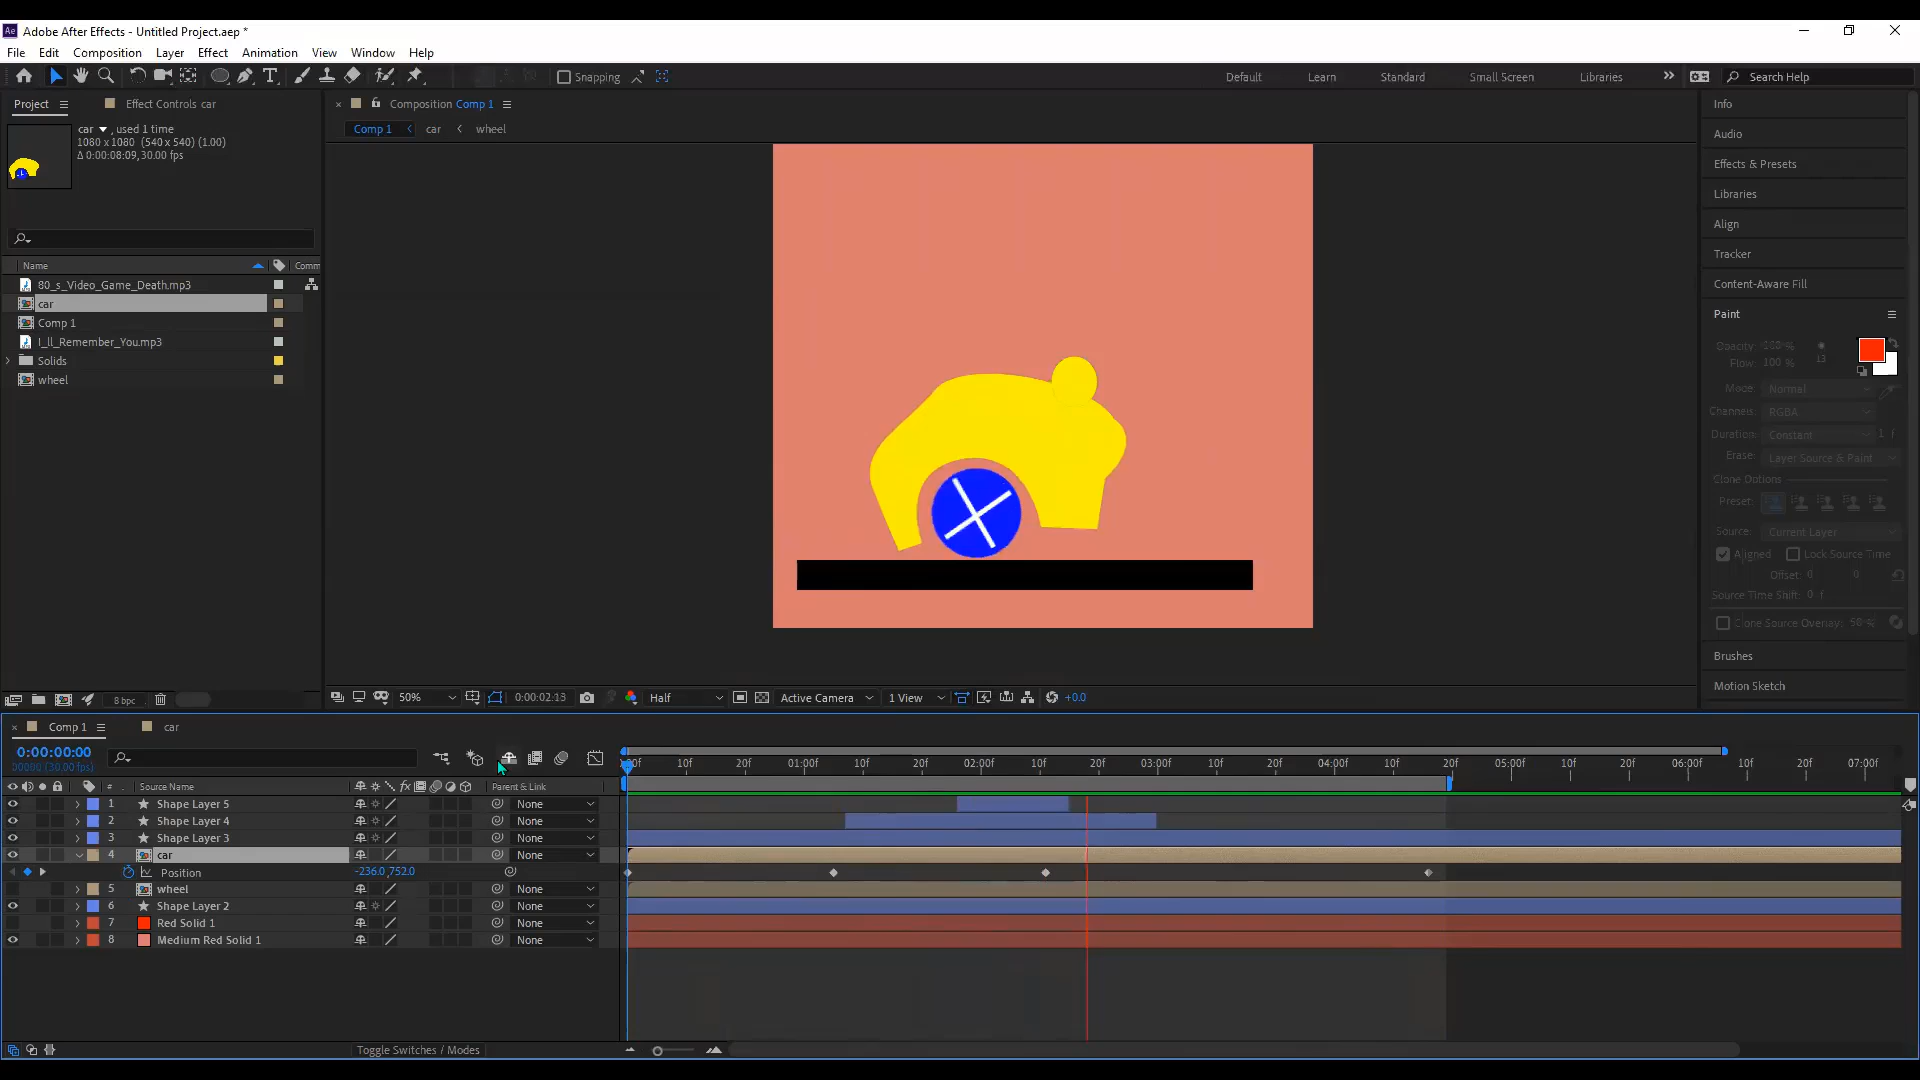 Ae Adobe After Effects - Untitled Project.aep *
File Edit Composition Layer Effect Animation View Window Help
Snapping Default Learn Standard Small Screen Libraries Search Help
Project Effect Controls car
car , used 1 time
1080 x 1080 (540 x 540) (1.00)
Δ 0:00:08:09, 30.00 fps
Name Comm
80_s_Video_Game_Death.mp3
car
Comp 1
I_ll_Remember_You.mp3
Solids
wheel
8 bpc
Composition Comp 1
Comp 1 car wheel
50% 0:00:02:13 Half Active Camera 1 View +0.0
Info
Audio
Effects & Presets
Libraries
Align
Tracker
Content-Aware Fill
Paint
Opacity:
Flow: 100 % 13
Mode: Normal
Channels: RGBA
Duration: Constant 1 f
Erase: Layer Source & Paint
Clone Options
Preset:
Source: Current Layer
Aligned Lock Source Time
Offset: 0 0
Source Time Shift: 0 f
Clone Source Overlay: 50 %
Brushes
Motion Sketch
Comp 1 car
0:00:00:00
00000 (30.00 fps)
:00f 10f 20f 01:00f 10f 20f 02:00f 10f 20f 03:00f 10f 20f 04:00f 10f 20f 05:00f 10f 20f 06:00f 10f 20f 07:00f
# Source Name fx Parent & Link
1 Shape Layer 5 None
2 Shape Layer 4 None
3 Shape Layer 3 None
4 car None
Position -236.0,752.0
5 wheel None
6 Shape Layer 2 None
7 Red Solid 1 None
8 Medium Red Solid 1 None
Toggle Switches / Modes